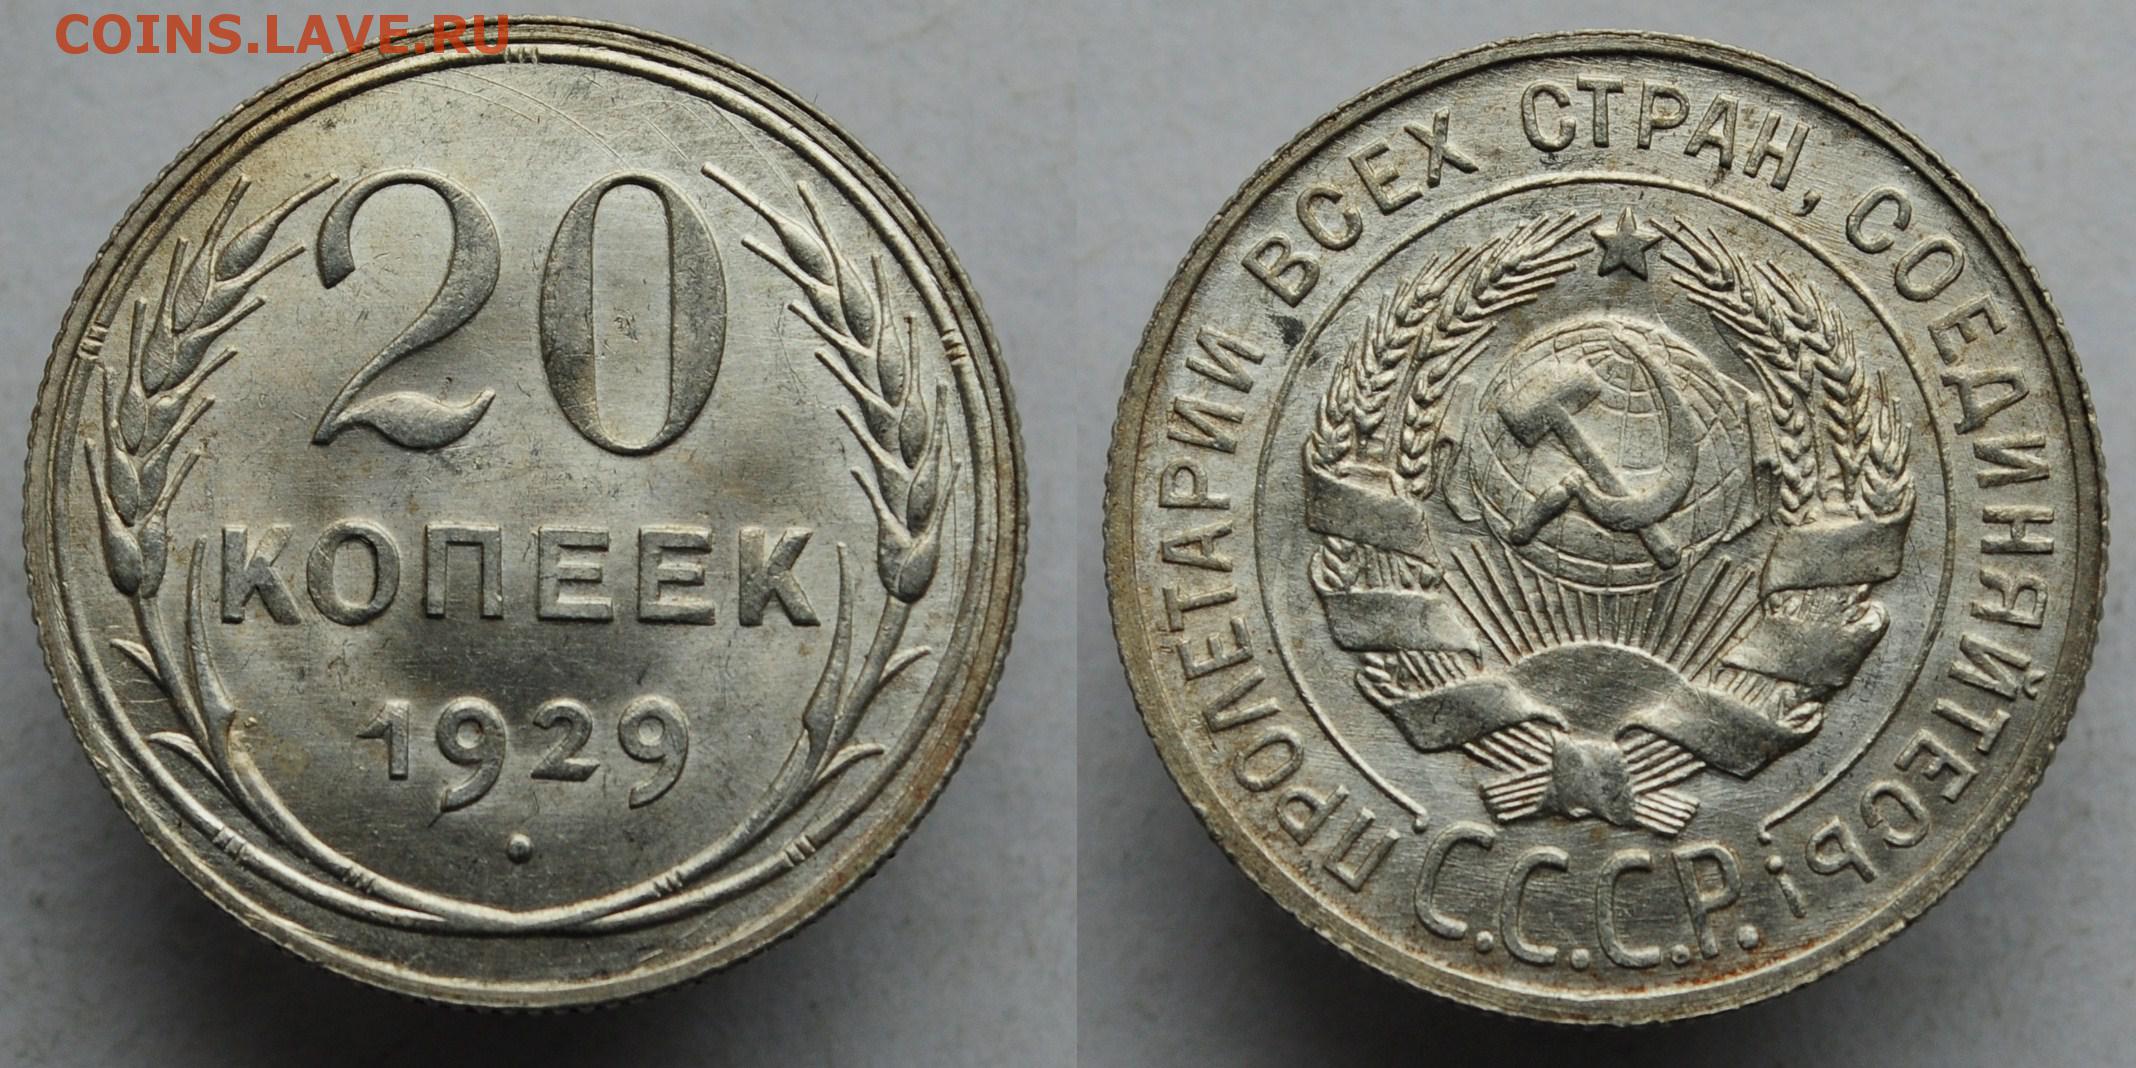 COINS.LAVE.RU
20
КОПЕЕК
1929
ПРОЛЕТАРИИ ВСЕХ СТРАН, СОЕДИНЯЙТЕСЬ!
С.С.С.Р.